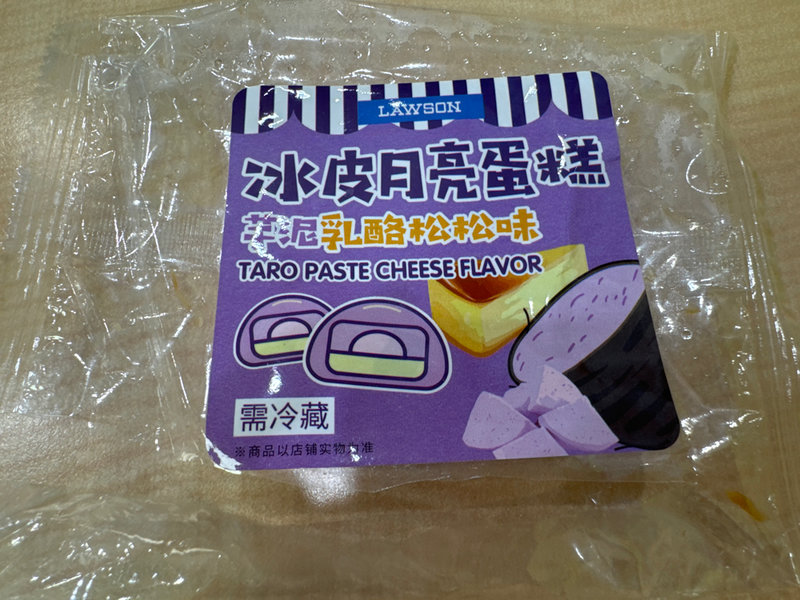 LAWSON
冰皮月亮蛋糕
芋泥乳酪松松味
TARO PASTE CHEESE FLAVOR
需冷藏
※商品以店铺实物为准